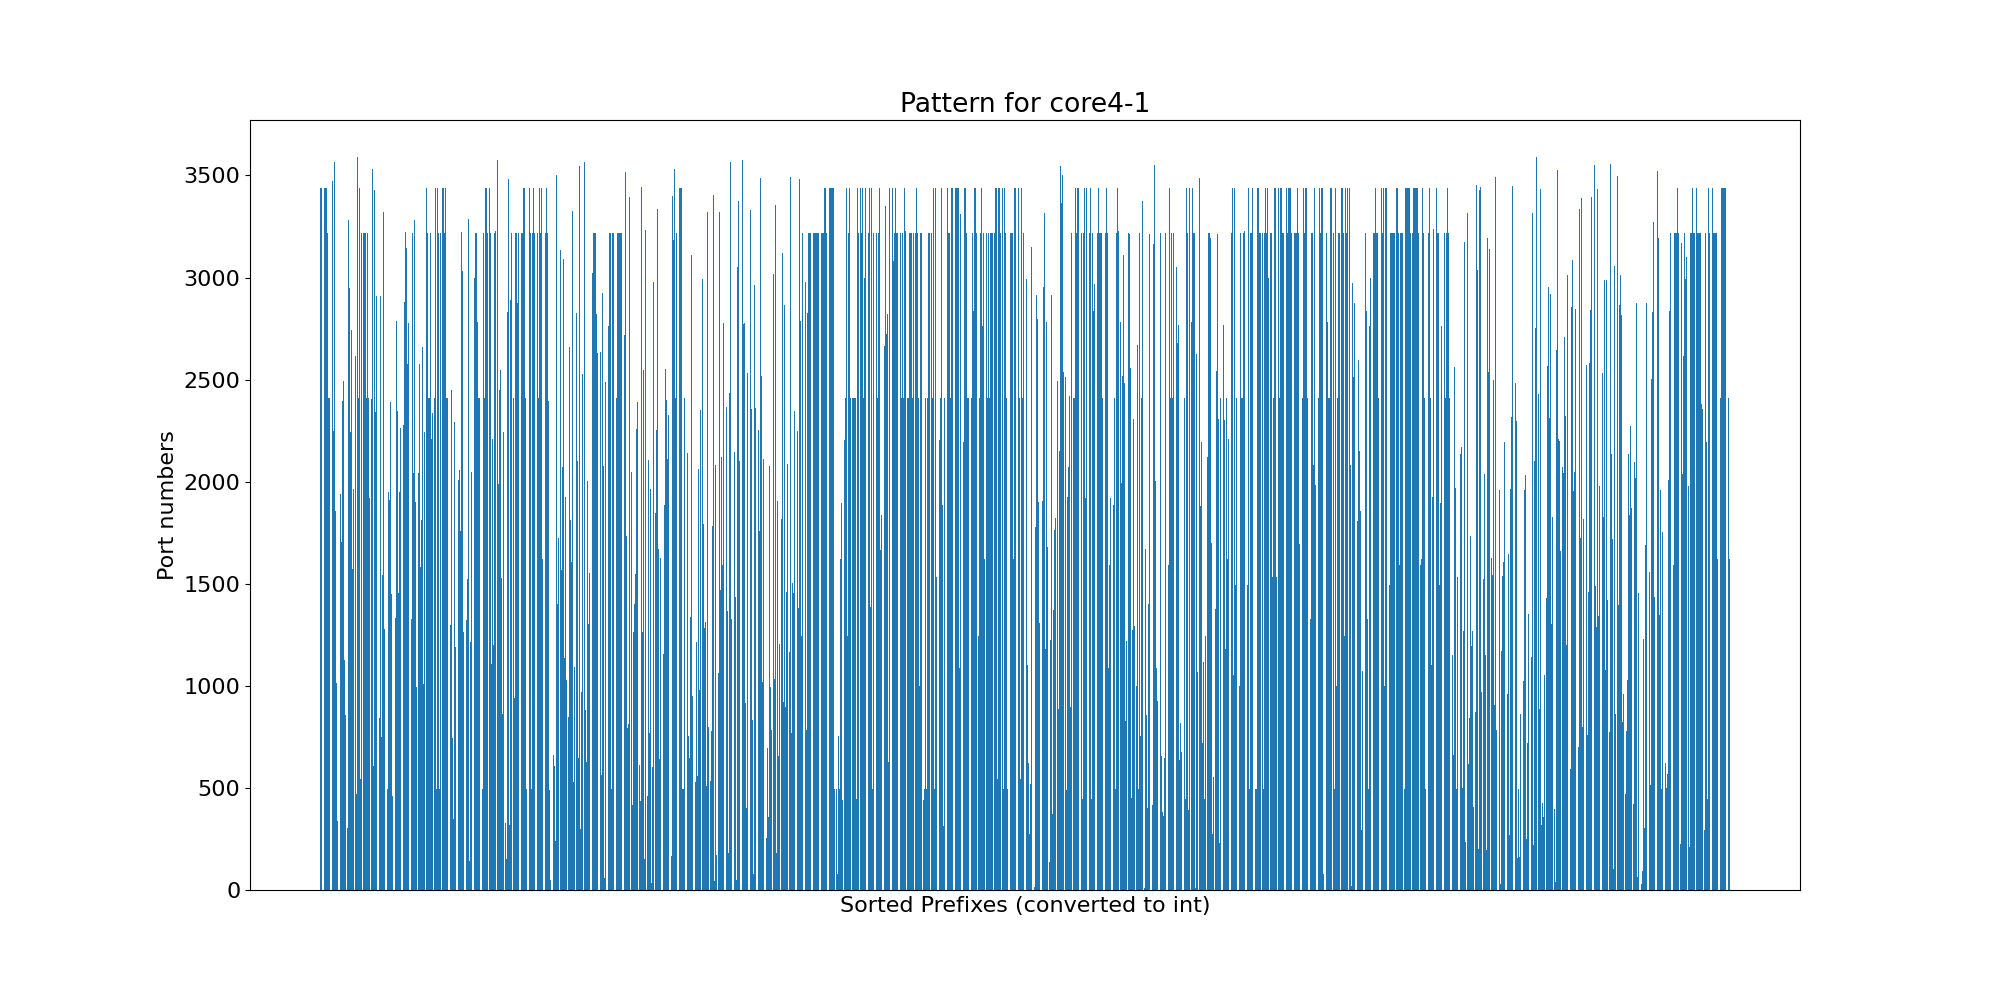 Pattern for core4-1
3500
3000
2500
2000
1500
1000
500
0
Port numbers
Sorted Prefixes (converted to int)